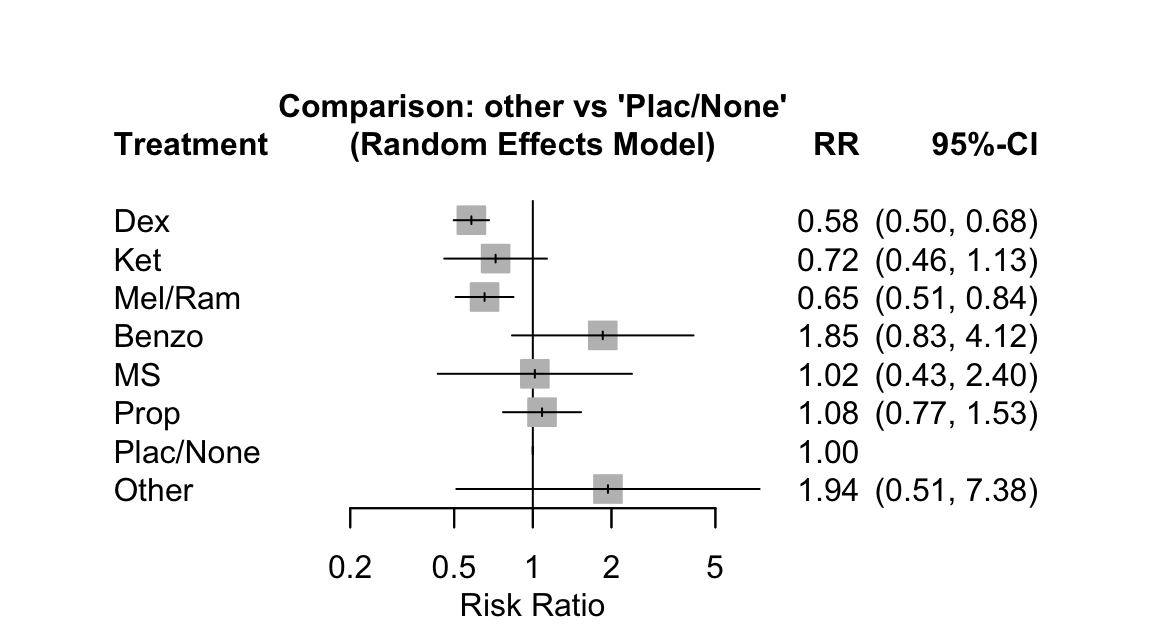 Comparison: other vs 'Plac/None'
Treatment (Random Effects Model) RR 95%-CI
Dex 0.58 (0.50, 0.68)
Ket 0.72 (0.46, 1.13)
Mel/Ram 0.65 (0.51, 0.84)
Benzo 1.85 (0.83, 4.12)
MS 1.02 (0.43, 2.40)
Prop 1.08 (0.77, 1.53)
Plac/None 1.00
Other 1.94 (0.51, 7.38)
0.2 0.5 1 2 5
Risk Ratio